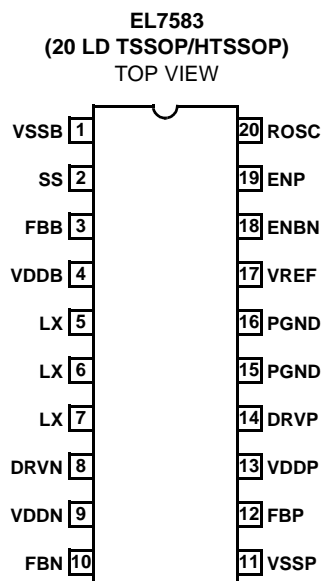 EL7583
(20 LD TSSOP/HTSSOP)
TOP VIEW
VSSB 1 20 ROSC
SS 2 19 ENP
FBB 3 18 ENBN
VDDB 4 17 VREF
LX 5 16 PGND
LX 6 15 PGND
LX 7 14 DRVP
DRVN 8 13 VDDP
VDDN 9 12 FBP
FBN 10 11 VSSP